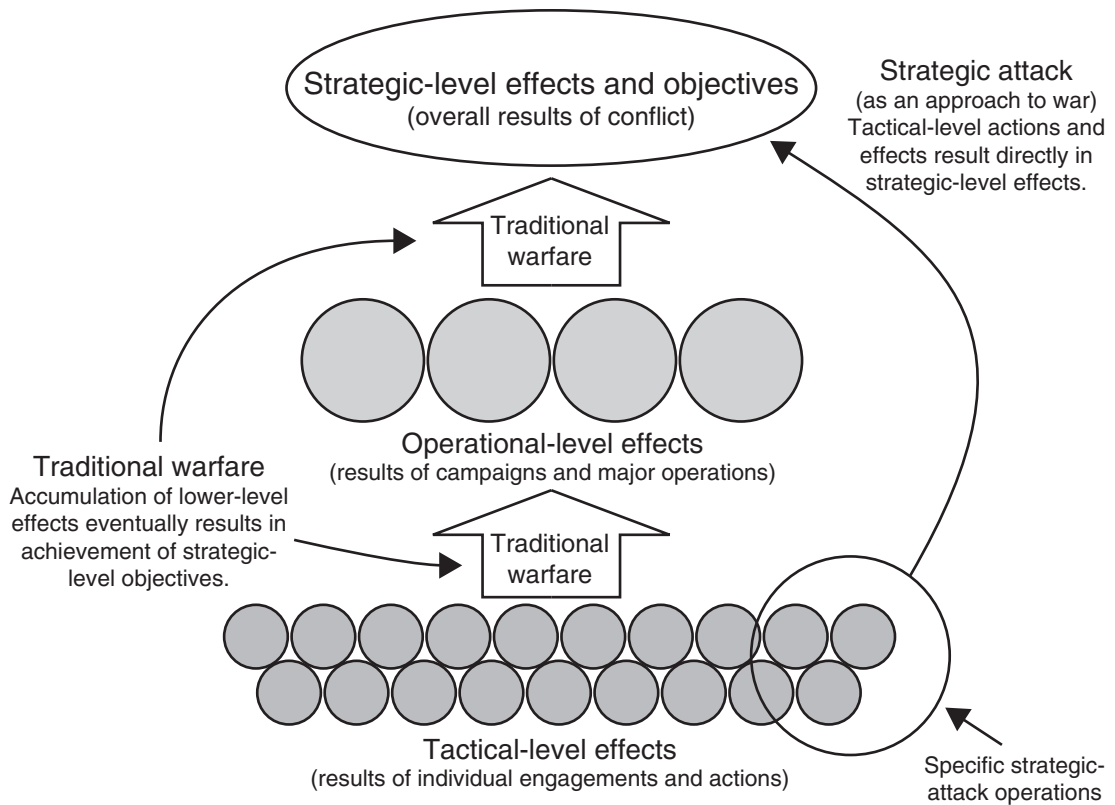 Strategic-level effects and objectives
(overall results of conflict)
Strategic attack
(as an approach to war)
Tactical-level actions and
effects result directly in
strategic-level effects.
Traditional
warfare
Operational-level effects
(results of campaigns and major operations)
Traditional warfare
Accumulation of lower-level
effects eventually results in
achievement of strategic-
level objectives.
Traditional
warfare
Tactical-level effects
(results of individual engagements and actions)
Specific strategic-
attack operations